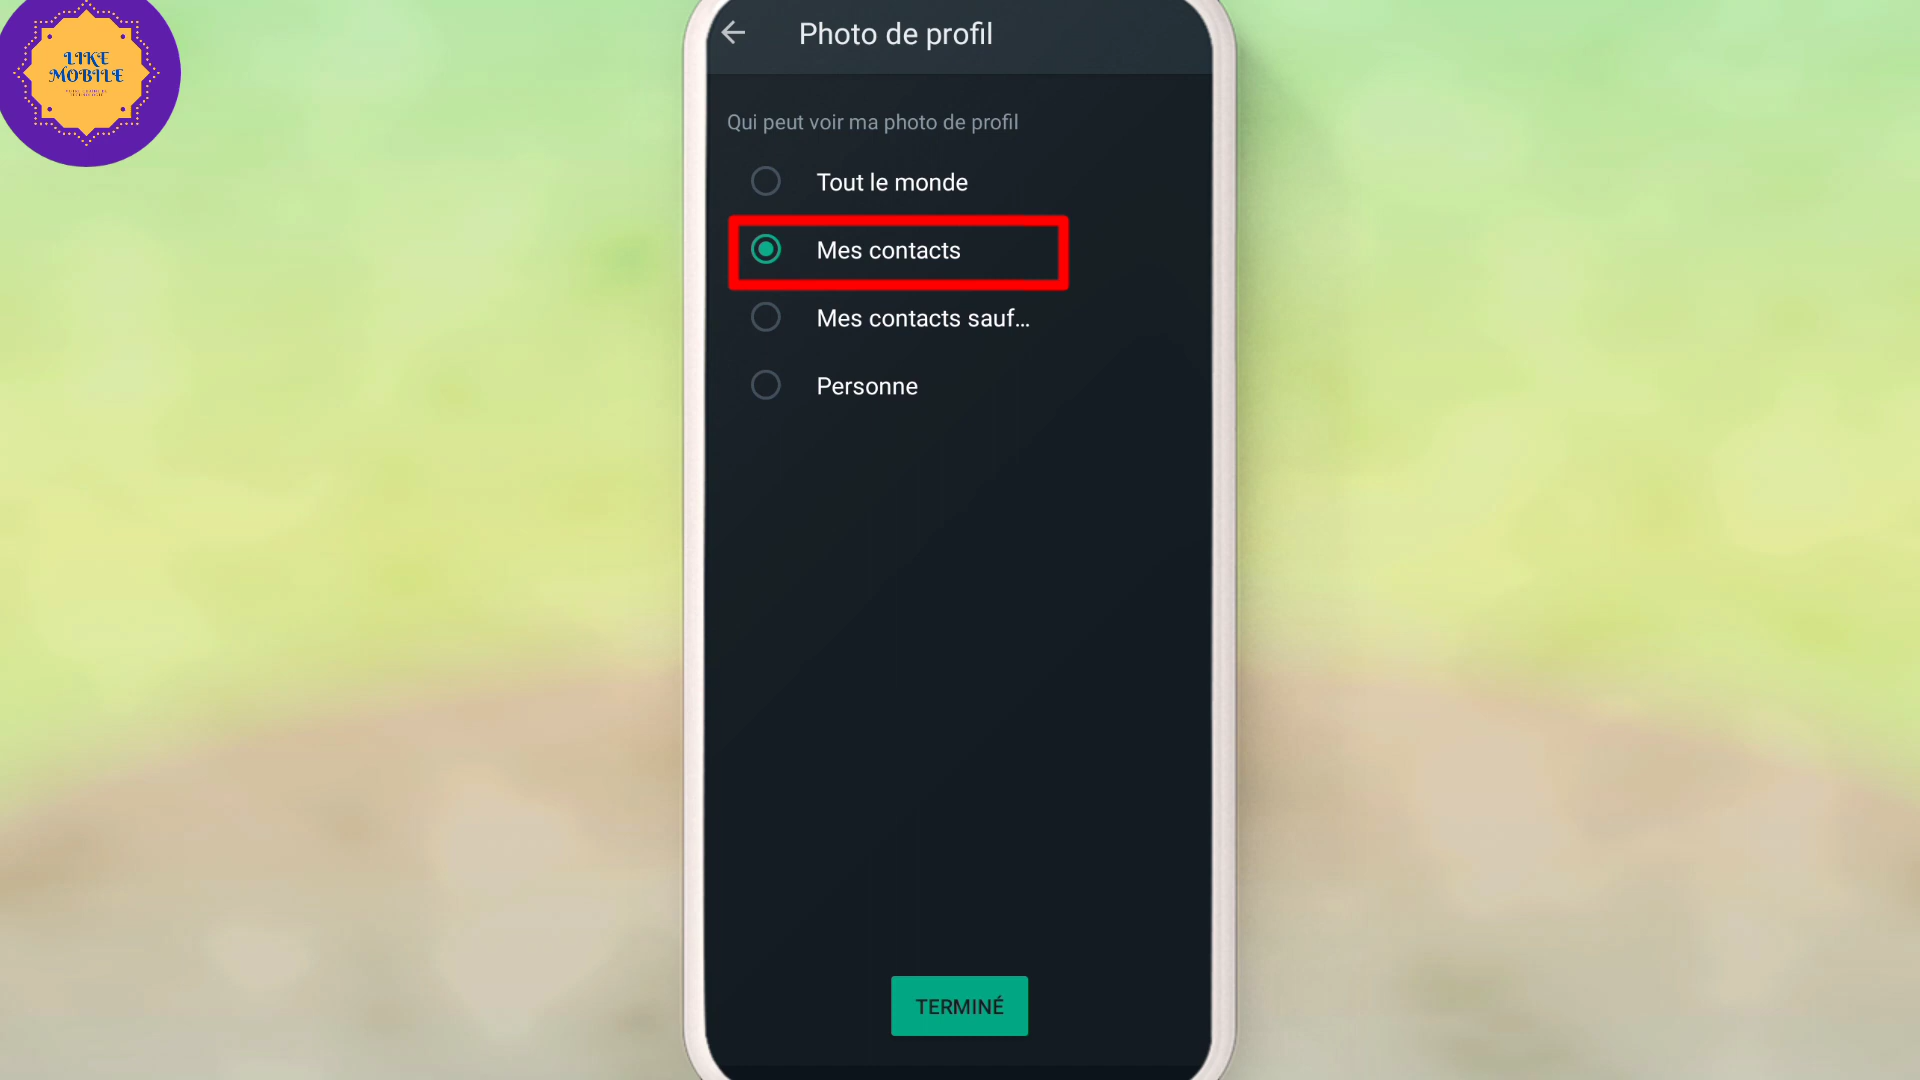 LIKE
MOBILE
Photo de profil
Qui peut voir ma photo de profil
Tout le monde
Mes contacts
Mes contacts sauf...
Personne
TERMINÉ